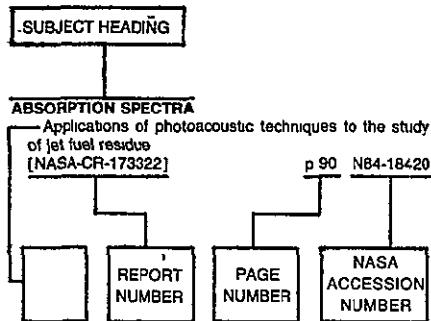 SUBJECT HEADING
ABSORPTION SPECTRA
Applications of photoacoustic techniques to the study
of jet fuel residue
[NASA-CR-173322] p 90 N84-18420
REPORT
NUMBER
PAGE
NUMBER
NASA
ACCESSION
NUMBER